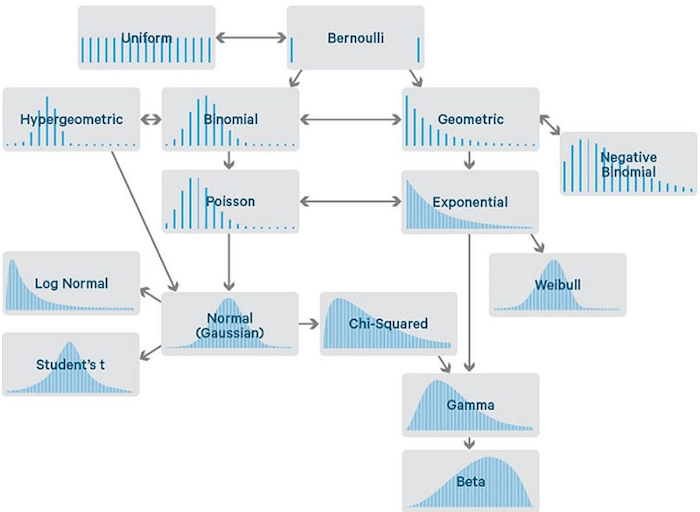 Uniform
Bernoulli
Hypergeometric
Binomial
Geometric
Negative
Binomial
Poisson
Exponential
Log Normal
Weibull
Normal
(Gaussian)
Chi-Squared
Student's t
Gamma
Beta